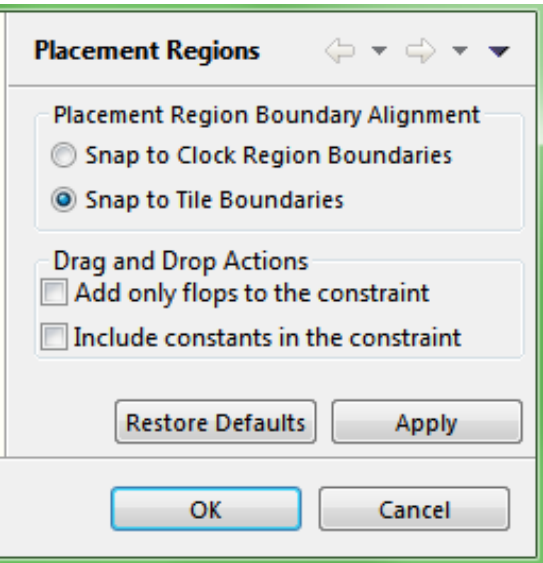 Placement Regions
Placement Region Boundary Alignment
Snap to Clock Region Boundaries
Snap to Tile Boundaries
Drag and Drop Actions
Add only flops to the constraint
Include constants in the constraint
Restore Defaults Apply
OK Cancel